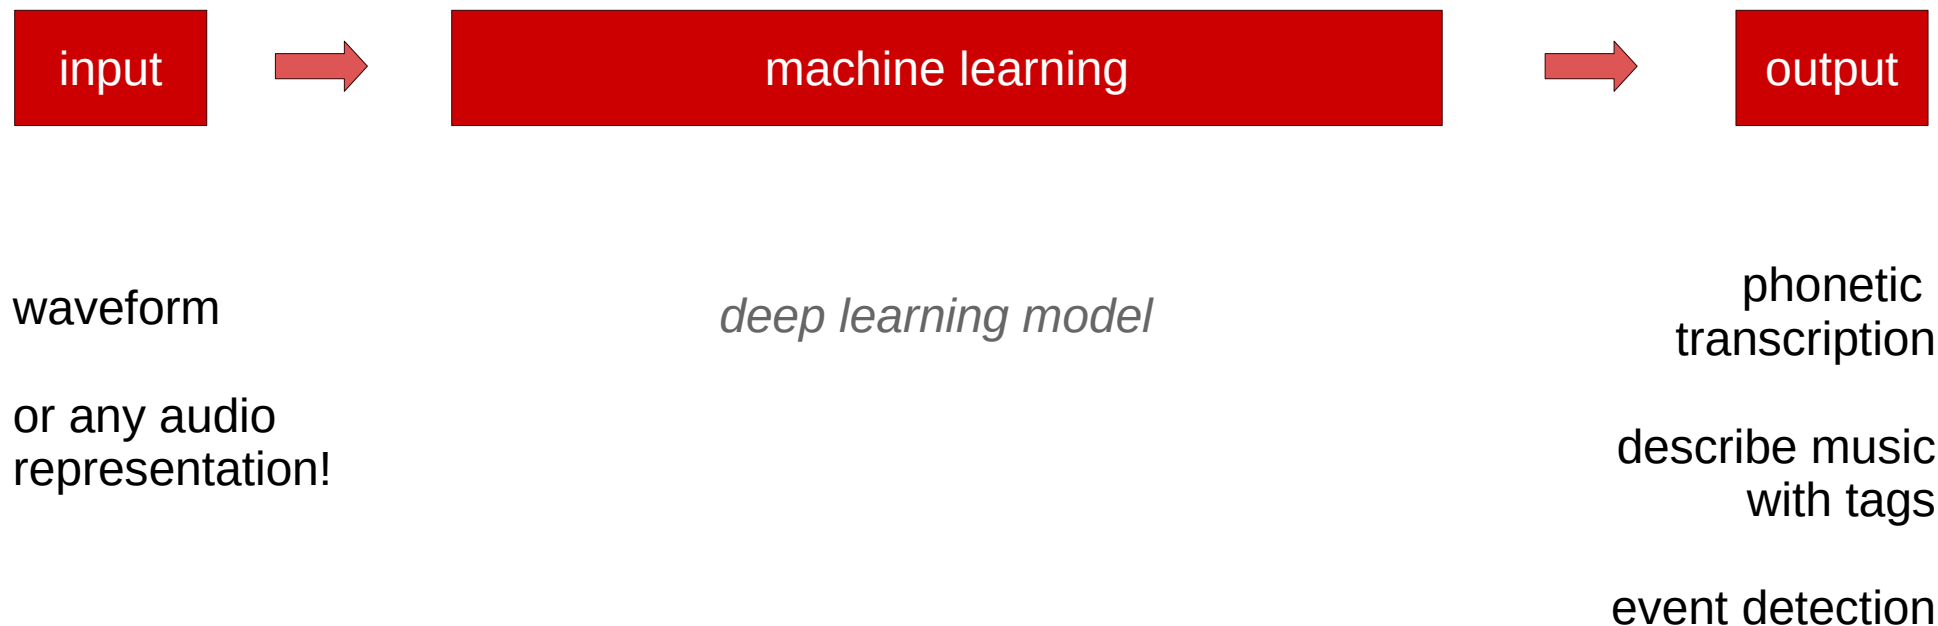 input
machine learning
output
waveform
or any audio
representation!
deep learning model
phonetic
transcription
describe music
with tags
event detection